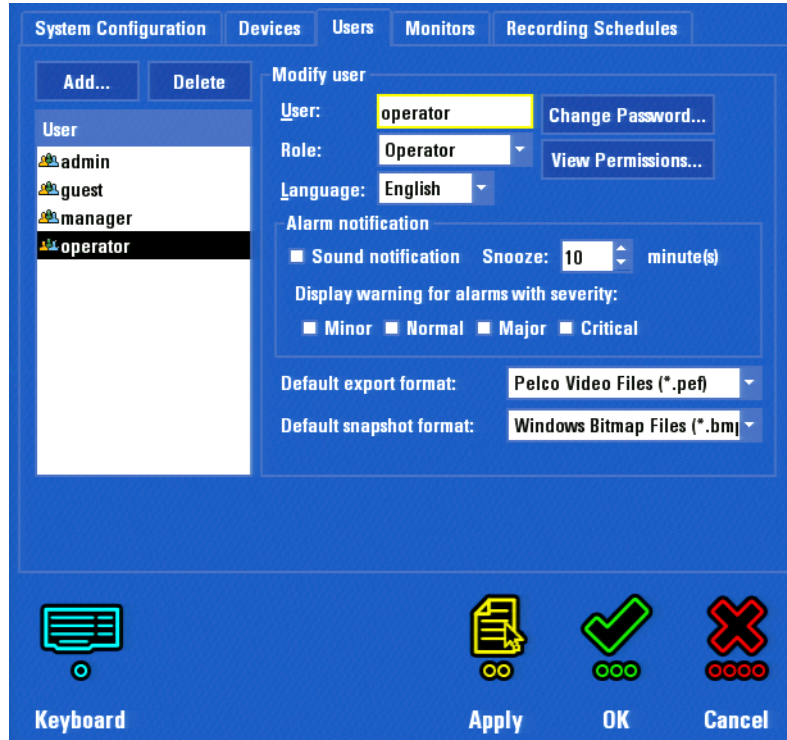 System Configuration Devices Users Monitors Recording Schedules
Add... Delete
User
admin
guest
manager
operator
Modify user
User: operator Change Password...
Role: Operator View Permissions...
Language: English
Alarm notification
Sound notification Snooze: 10 minute(s)
Display warning for alarms with severity:
Minor Normal Major Critical
Default export format: Pelco Video Files (*.pef)
Default snapshot format: Windows Bitmap Files (*.bm
Keyboard Apply OK Cancel